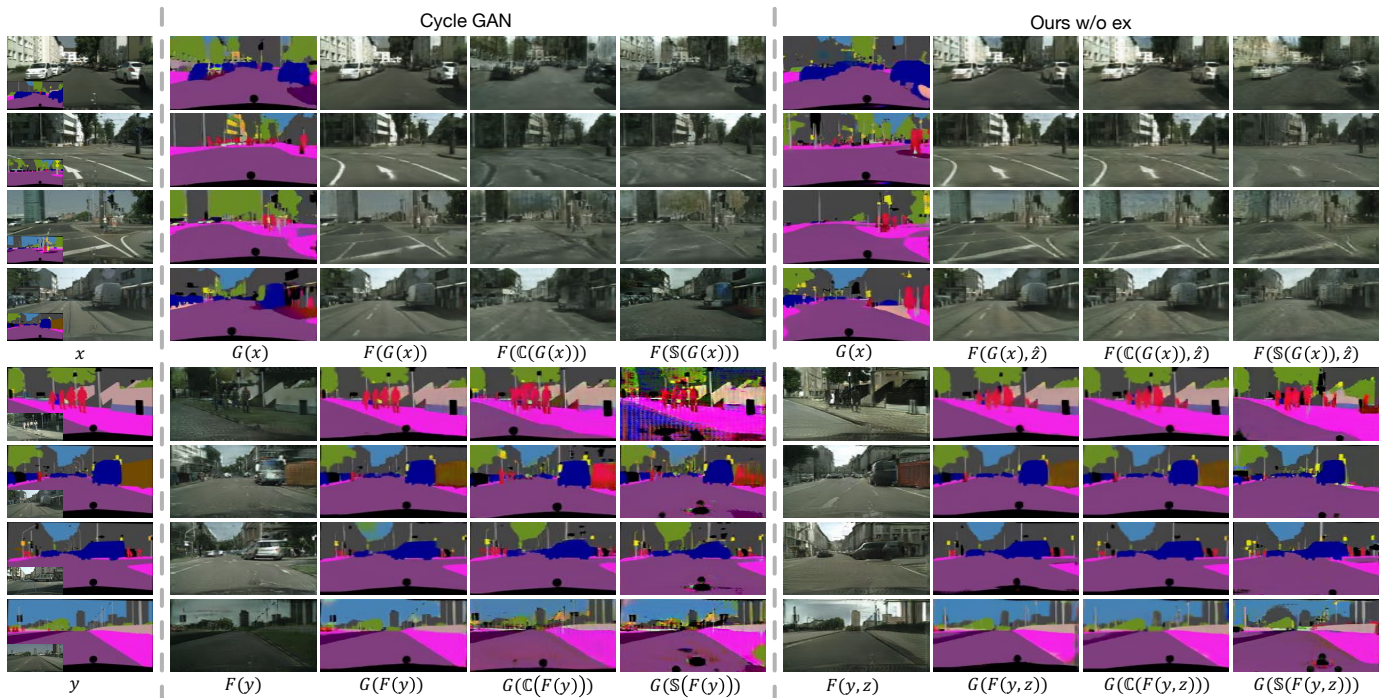 Cycle GAN
Ours w/o ex
x
G(x)
F(G(x))
F(ℂ(G(x)))
F(𝕊(G(x)))
G(x)
F(G(x), ẑ)
F(ℂ(G(x)), ẑ)
F(𝕊(G(x)), ẑ)
y
F(y)
G(F(y))
G(ℂ(F(y)))
G(𝕊(F(y)))
F(y, z)
G(F(y, z))
G(ℂ(F(y, z)))
G(𝕊(F(y, z)))